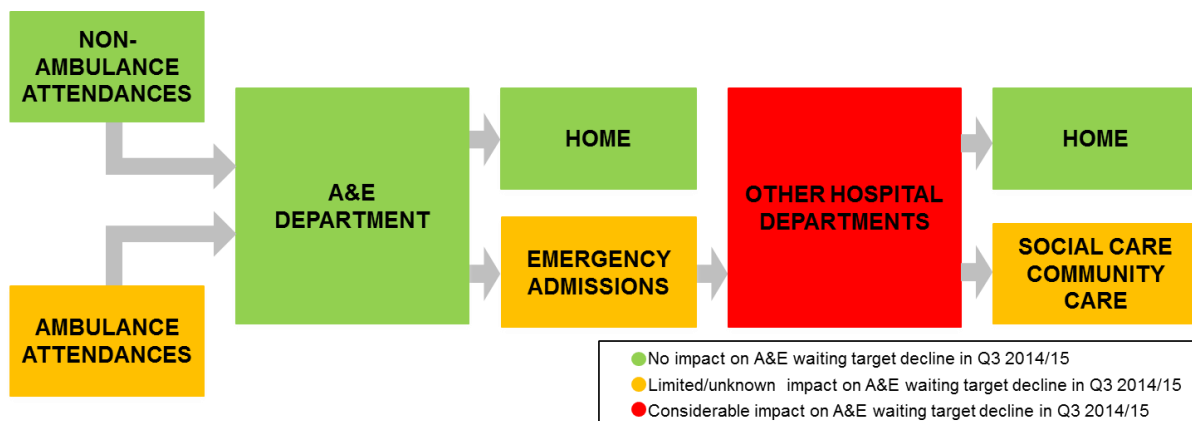 NON-
AMBULANCE
ATTENDANCES
AMBULANCE
ATTENDANCES
A&E
DEPARTMENT
HOME
EMERGENCY
ADMISSIONS
OTHER HOSPITAL
DEPARTMENTS
HOME
SOCIAL CARE
COMMUNITY
CARE
No impact on A&E waiting target decline in Q3 2014/15
Limited/unknown impact on A&E waiting target decline in Q3 2014/15
Considerable impact on A&E waiting target decline in Q3 2014/15